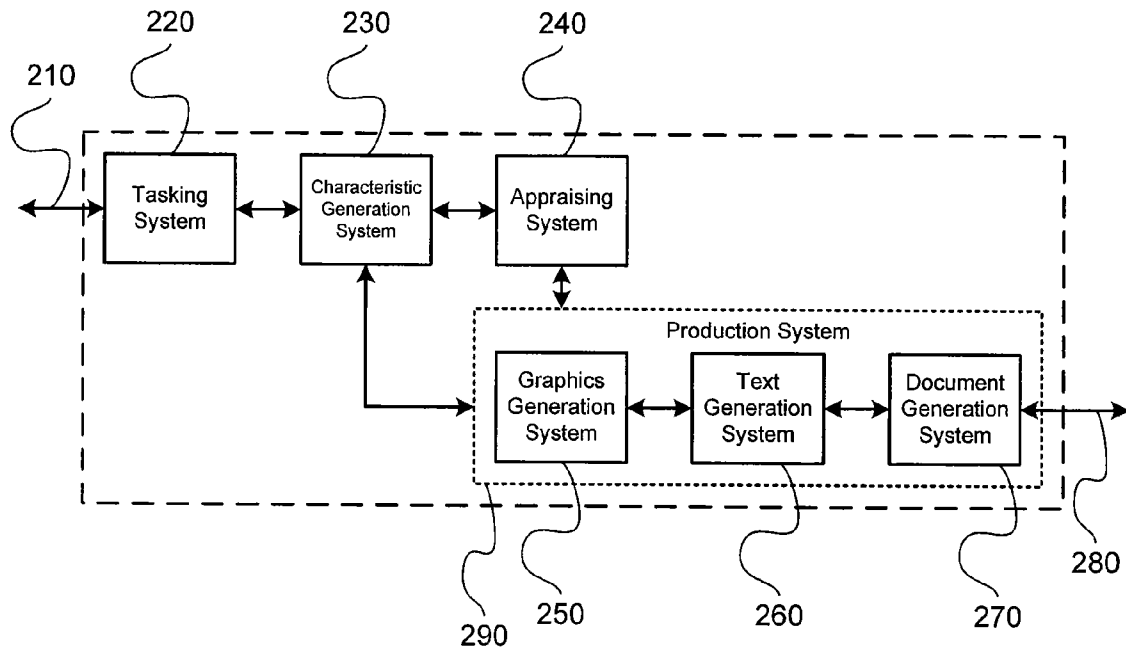 220
230
240
210
Tasking
System
Characteristic
Generation
System
Appraising
System
Production System
Graphics
Generation
System
Text
Generation
System
Document
Generation
System
280
290
250
260
270